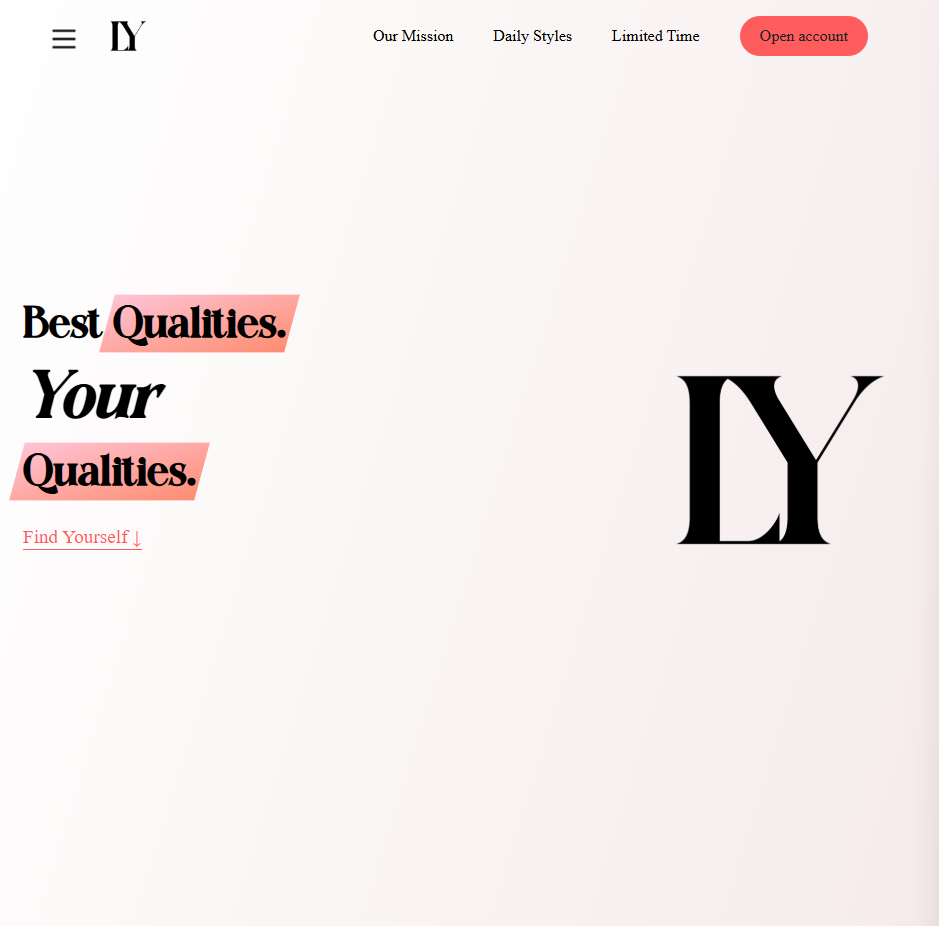 LY
Our Mission
Daily Styles
Limited Time
Open account
Best Qualities.
Your
Qualities.
Find Yourself ↓
LY